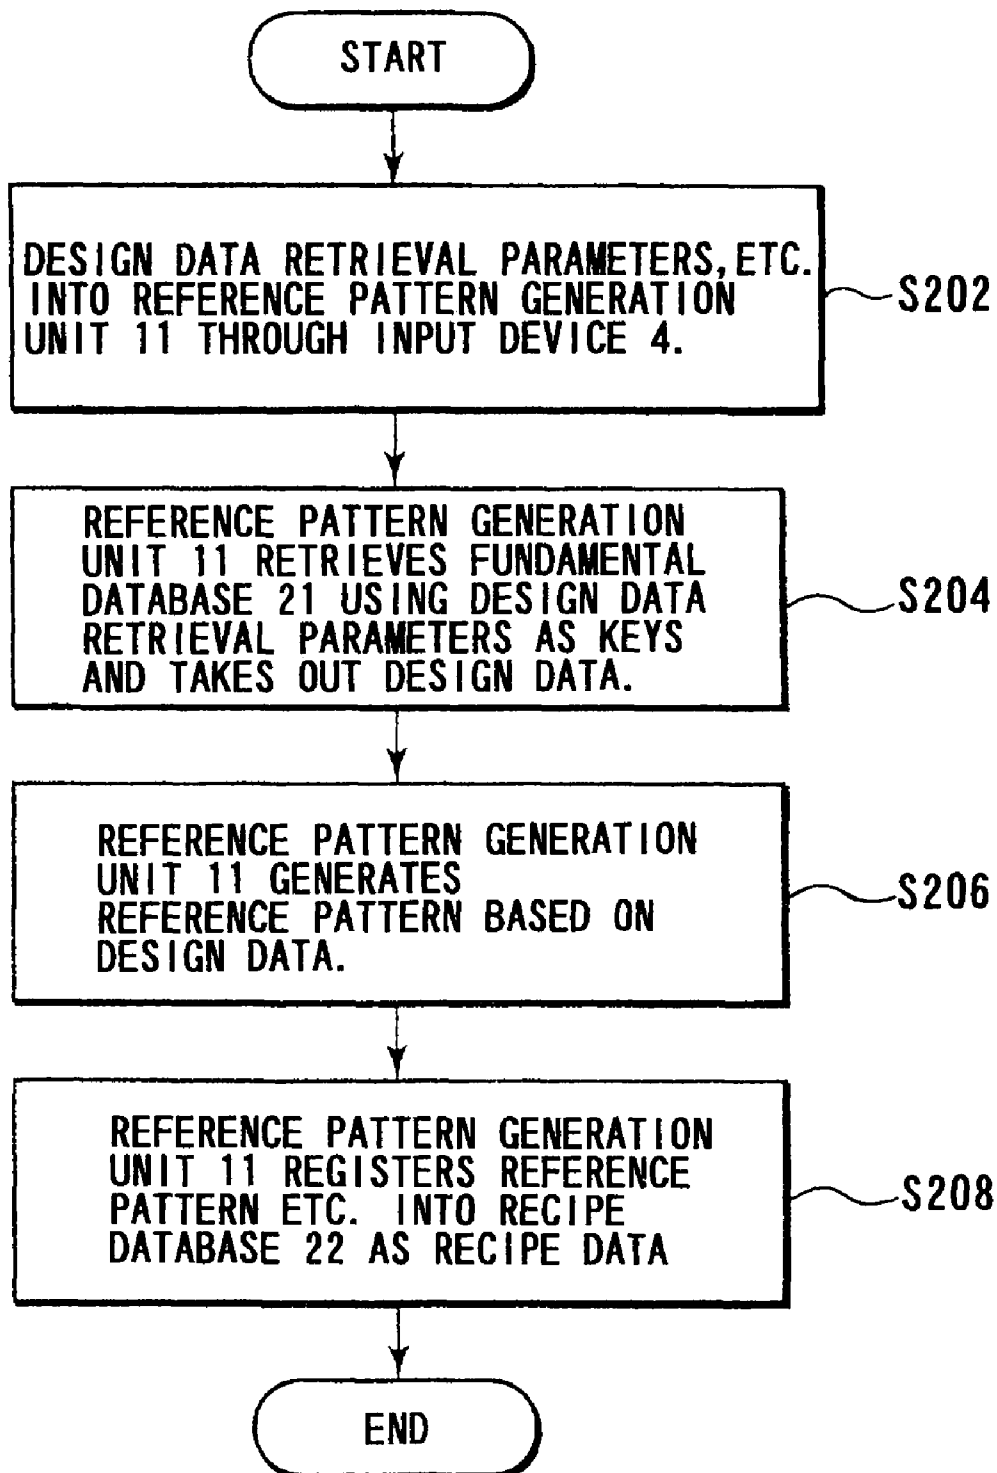 START
DESIGN DATA RETRIEVAL PARAMETERS, ETC.
INTO REFERENCE PATTERN GENERATION
UNIT 11 THROUGH INPUT DEVICE 4.
S202
REFERENCE PATTERN GENERATION
UNIT 11 RETRIEVES FUNDAMENTAL
DATABASE 21 USING DESIGN DATA
RETRIEVAL PARAMETERS AS KEYS
AND TAKES OUT DESIGN DATA.
S204
REFERENCE PATTERN GENERATION
UNIT 11 GENERATES
REFERENCE PATTERN BASED ON
DESIGN DATA.
S206
REFERENCE PATTERN GENERATION
UNIT 11 REGISTERS REFERENCE
PATTERN ETC. INTO RECIPE
DATABASE 22 AS RECIPE DATA
S208
END